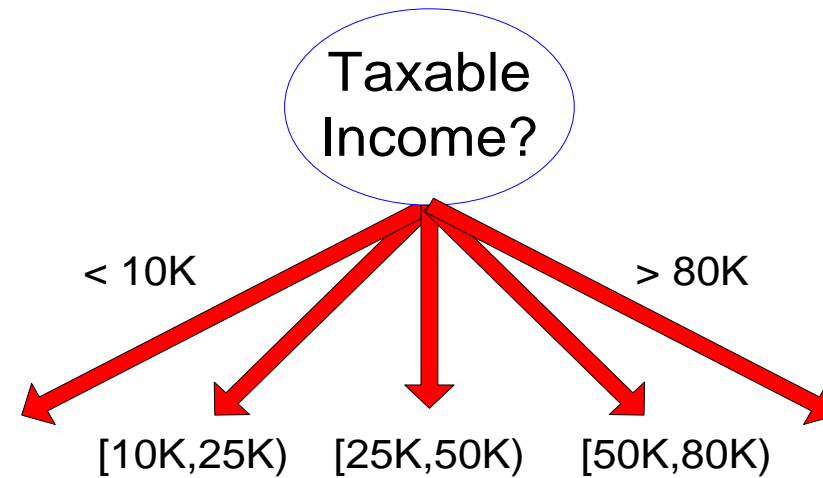 Taxable
Income?
< 10K
> 80K
[10K,25K)
[25K,50K)
[50K,80K)